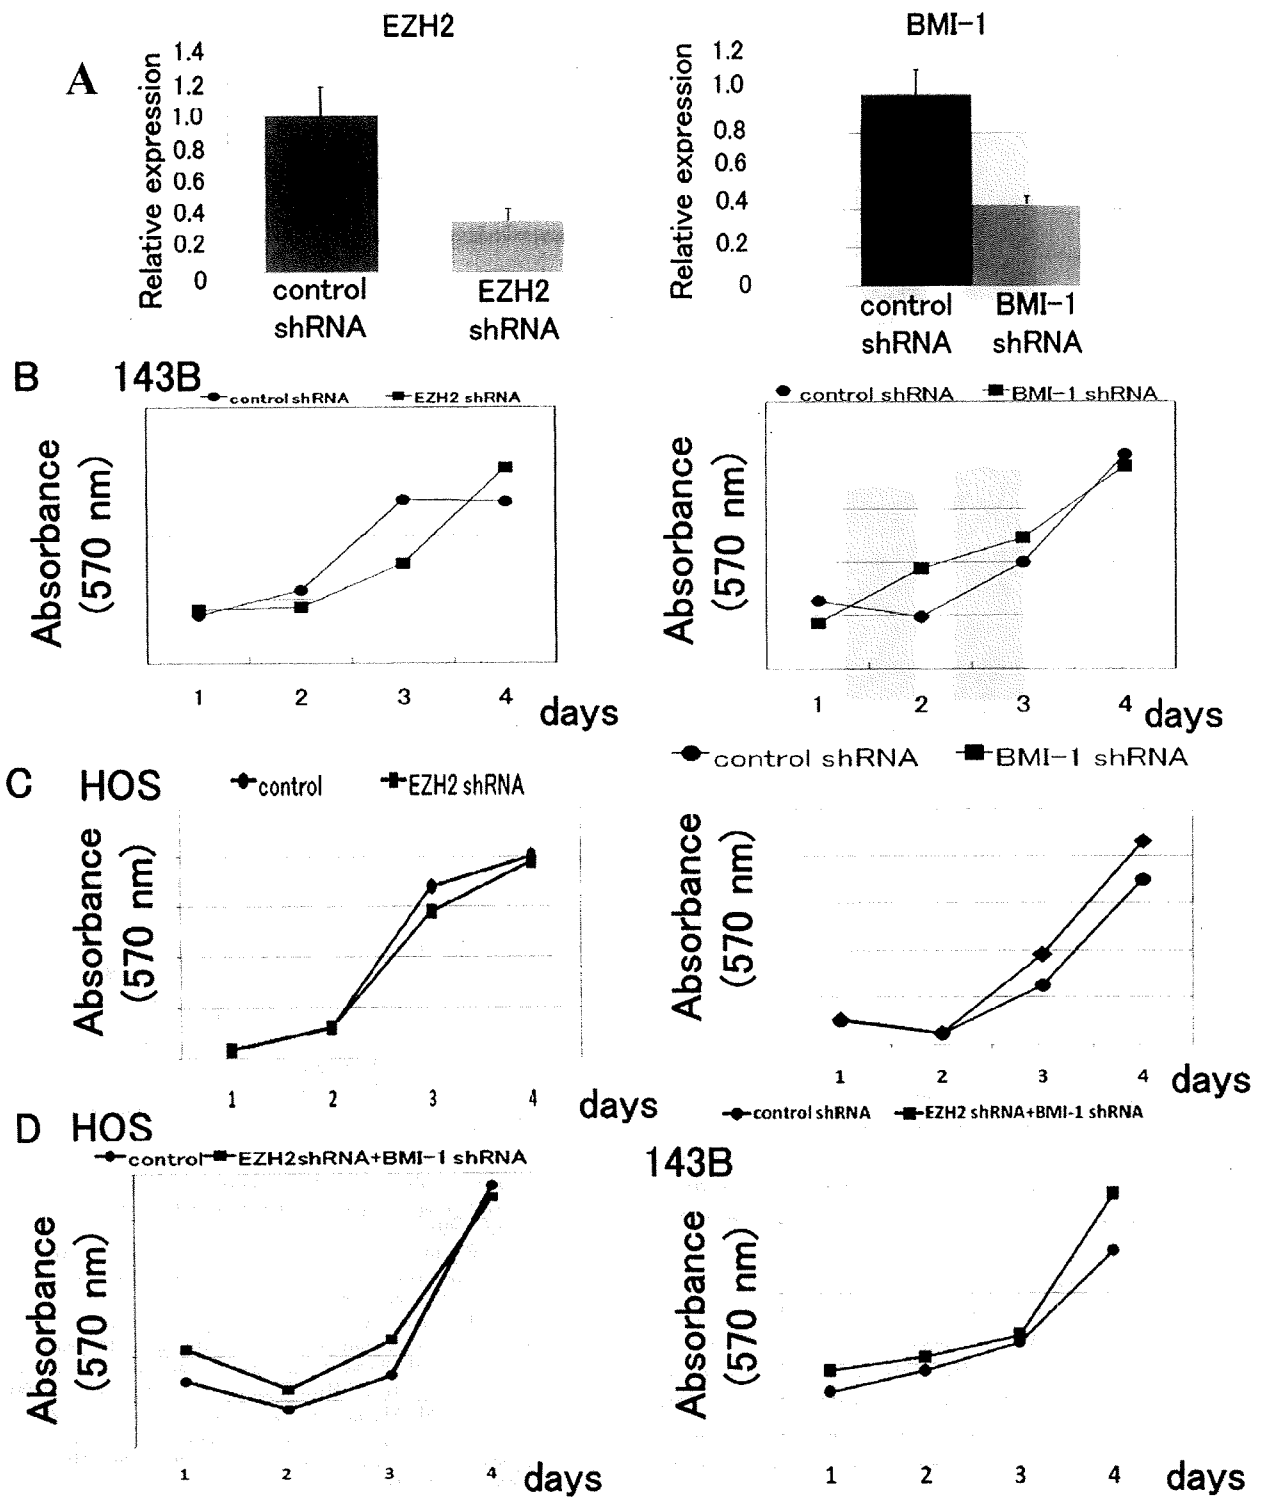 EZH2
BMI-1
A
Relative expression
1.4
1.2
1.0
0.8
0.6
0.4
0.2
0
control
shRNA
EZH2
shRNA
Relative expression
1.2
1.0
0.8
0.6
0.4
0.2
0
control
shRNA
BMI-1
shRNA
B 143B
control shRNA EZH2 shRNA
Absorbance
(570 nm)
1 2 3 4 days
control shRNA BMI-1 shRNA
Absorbance
(570 nm)
1 2 3 4 days
C HOS
control EZH2 shRNA
Absorbance
(570 nm)
1 2 3 4 days
control shRNA BMI-1 shRNA
Absorbance
(570 nm)
1 2 3 4 days
D HOS
control EZH2shRNA+BMI-1 shRNA
Absorbance
(570 nm)
1 2 3 4 days
control shRNA EZH2 shRNA+BMI-1 shRNA
143B
Absorbance
(570 nm)
1 2 3 4 days